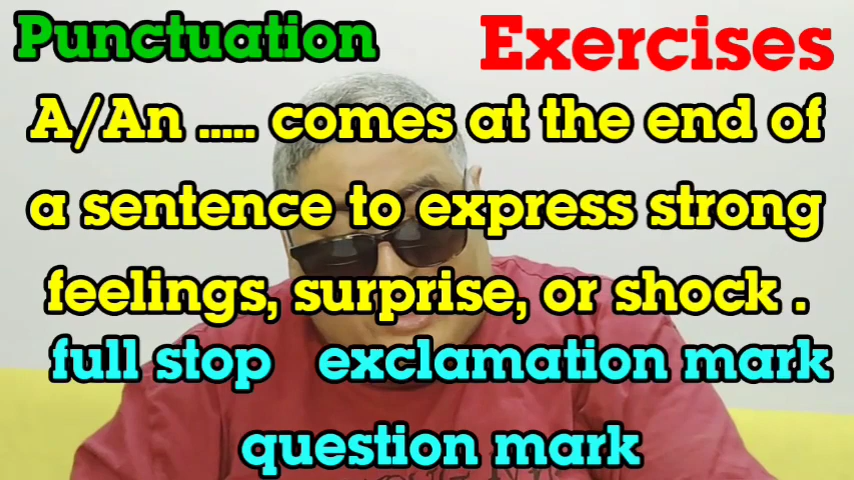 Punctuation Exercises
A/An ..... comes at the end of
a sentence to express strong
feelings, surprise, or shock .
full stop exclamation mark
question mark